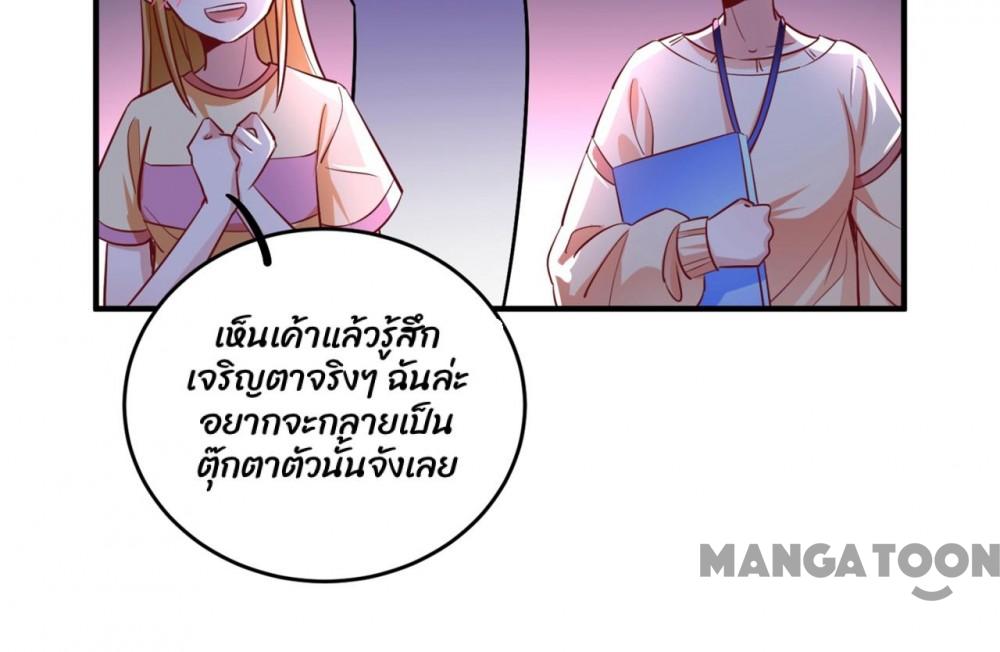 เห็นเค้าแล้วรู้สึก
เจริญตาจริงๆ ฉันล่ะ
อยากจะกลายเป็น
ตุ๊กตาตัวนั้นจังเลย
MANGATOON